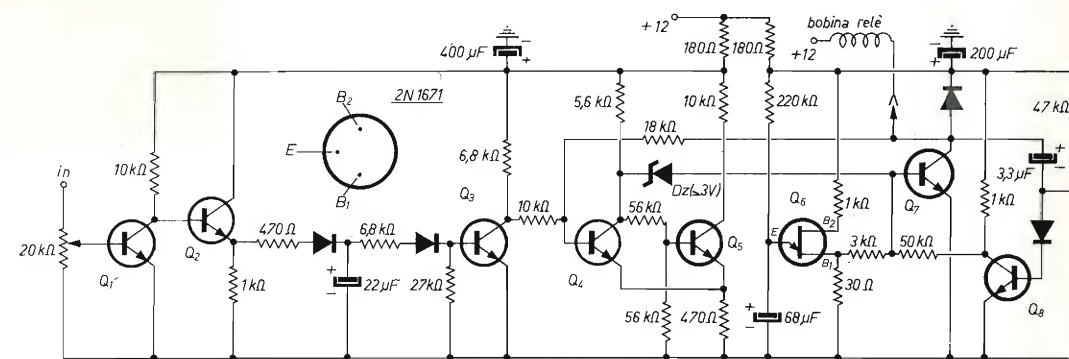 +12
bobina relè
+12
180Ω
180Ω
400 µF
-
+
-
+
200 µF
B2
2N 1671
E
B1
5,6 kΩ
10 kΩ
220 kΩ
47 kΩ
18 kΩ
10 kΩ
6,8 kΩ
+
-
3,3 µF
in
Q3
Dz(≤3V)
Q6
B2
1 kΩ
Q7
1 kΩ
10 kΩ
56 kΩ
E
20 kΩ
Q1
Q2
470 Ω
6,8 kΩ
Q4
Q5
B1
3 kΩ
50 kΩ
1 kΩ
+
-
22 µF
27 kΩ
56 kΩ
470 Ω
+
-
68 µF
30 Ω
Q8